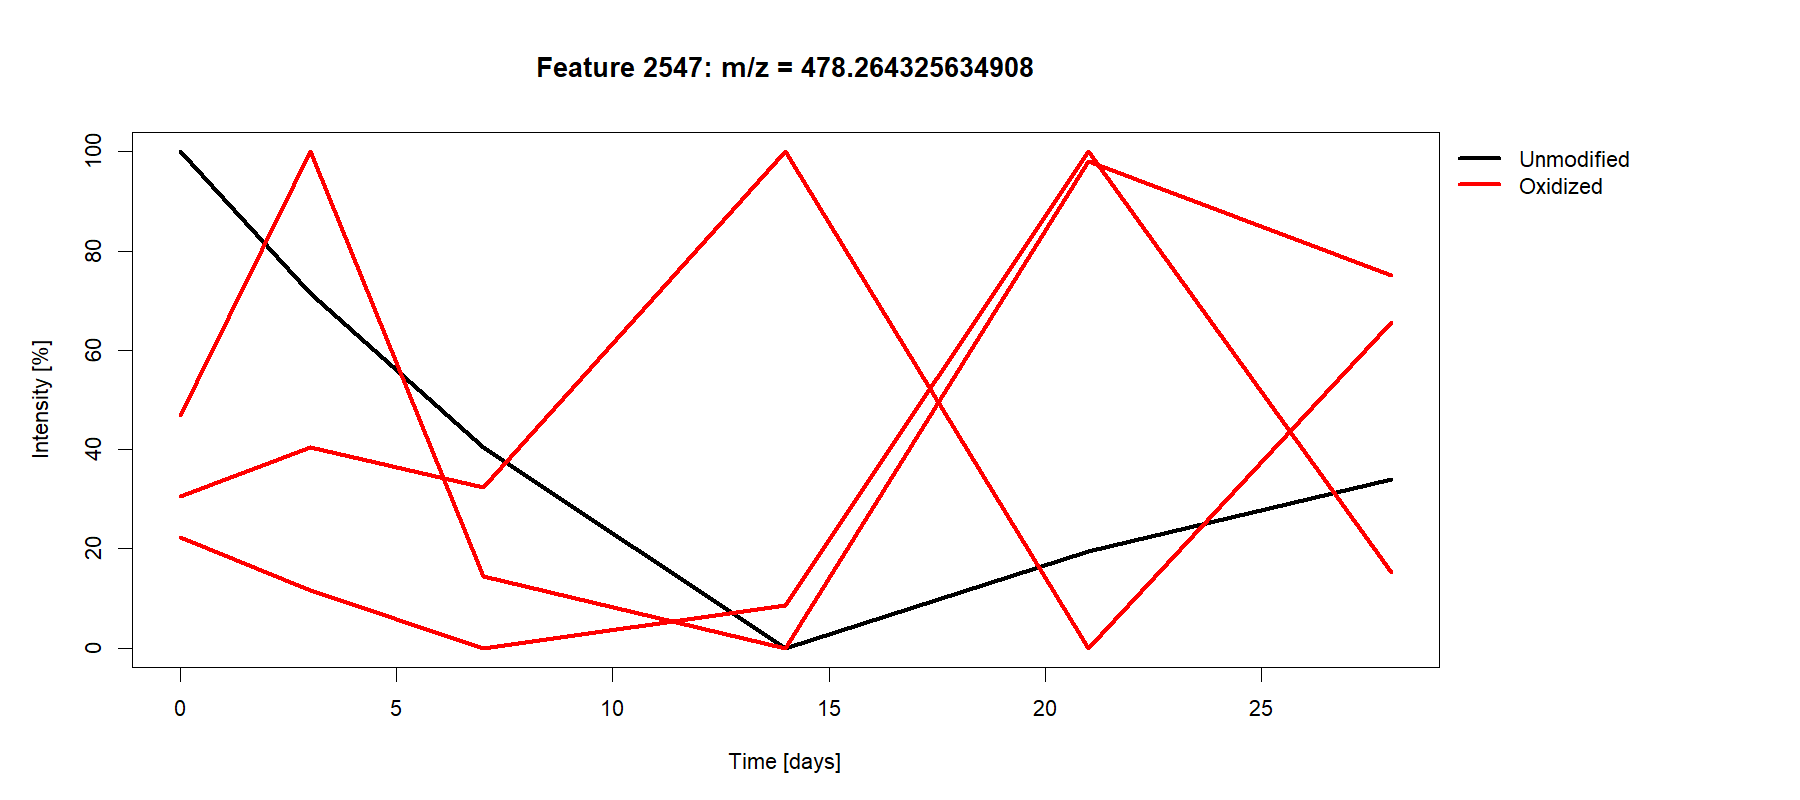 Feature 2547: m/z = 478.264325634908
Unmodified
Oxidized
Intensity [%]
100
80
60
40
20
0
0 5 10 15 20 25
Time [days]